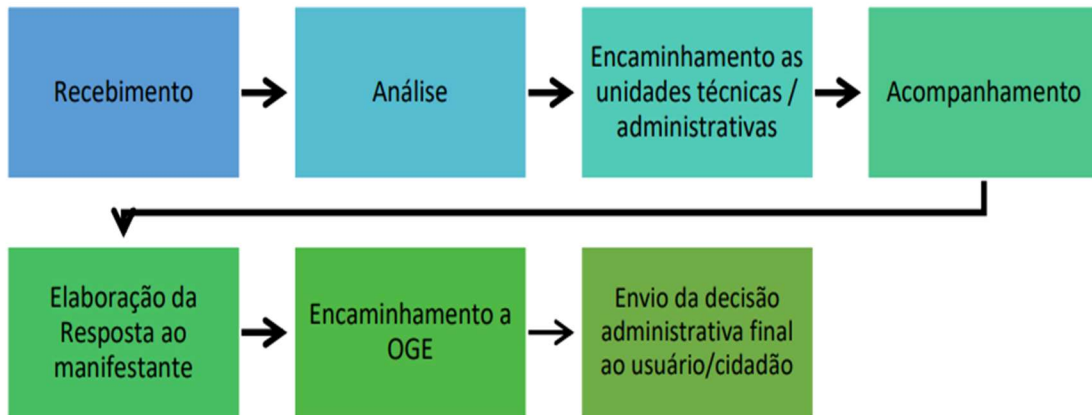 Recebimento
Análise
Encaminhamento as
unidades técnicas /
administrativas
Acompanhamento
Elaboração da
Resposta ao
manifestante
Encaminhamento a
OGE
Envio da decisão
administrativa final
ao usuário/cidadão